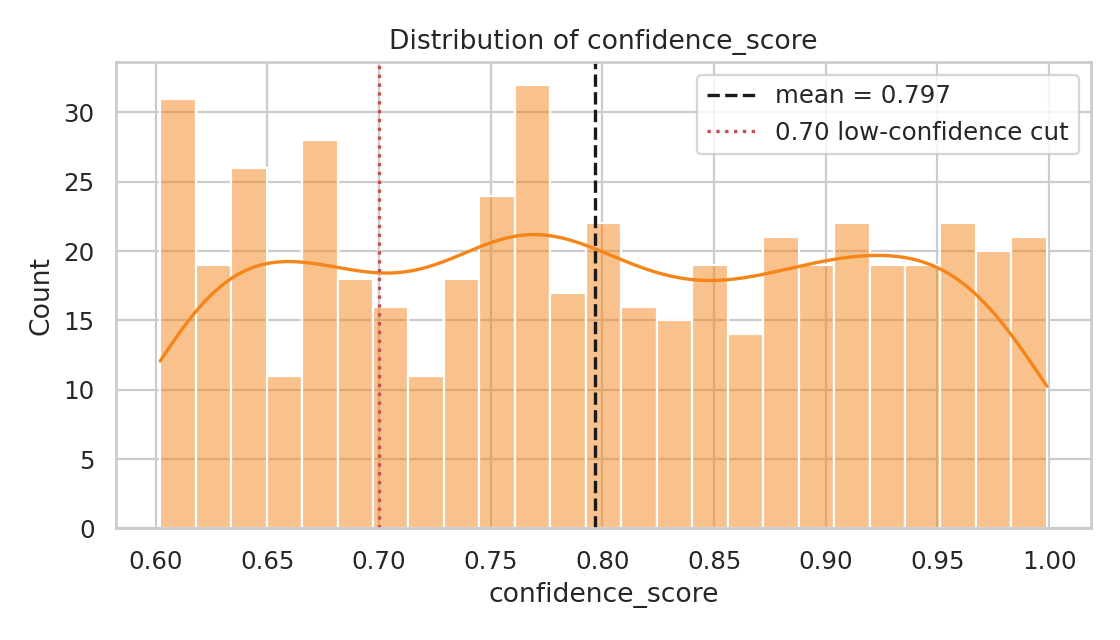 Distribution of confidence_score
mean = 0.797
0.70 low-confidence cut
Count
30
25
20
15
10
5
0
0.60 0.65 0.70 0.75 0.80 0.85 0.90 0.95 1.00
confidence_score